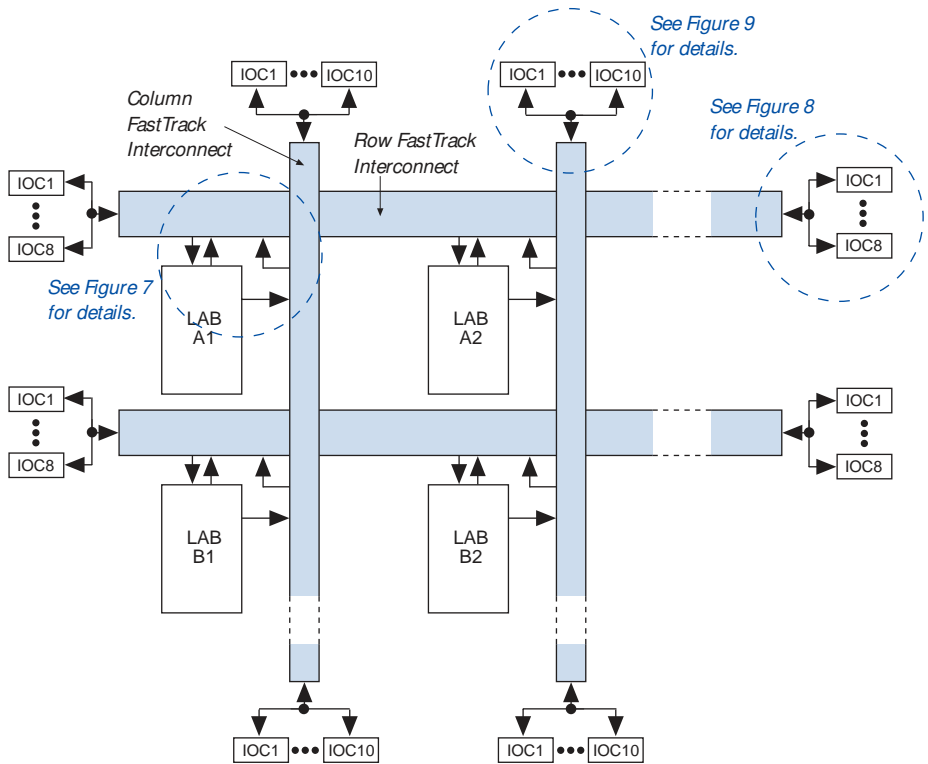 See Figure 9
for details.
IOC1
IOC10
IOC1
IOC10
Column
FastTrack
Interconnect
Row FastTrack
Interconnect
See Figure 8
for details.
IOC1
IOC8
IOC1
IOC8
See Figure 7
for details.
LAB
A1
LAB
A2
IOC1
IOC8
IOC1
IOC8
LAB
B1
LAB
B2
IOC1
IOC10
IOC1
IOC10